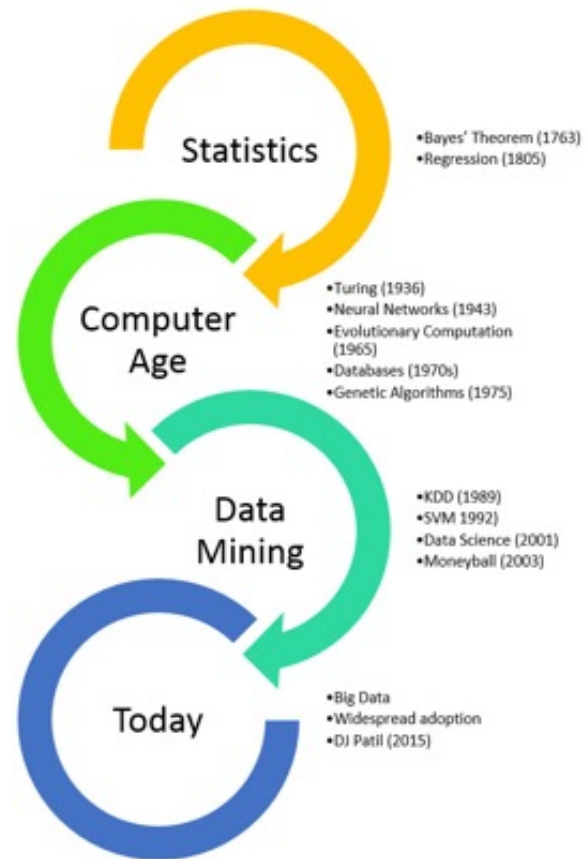 Statistics
•Bayes' Theorem (1763)
•Regression (1805)
Computer
Age
•Turing (1936)
•Neural Networks (1943)
•Evolutionary Computation
(1965)
•Databases (1970s)
•Genetic Algorithms (1975)
Data
Mining
•KDD (1989)
•SVM 1992)
•Data Science (2001)
•Moneyball (2003)
Today
•Big Data
•Widespread adoption
•DJ Patil (2015)